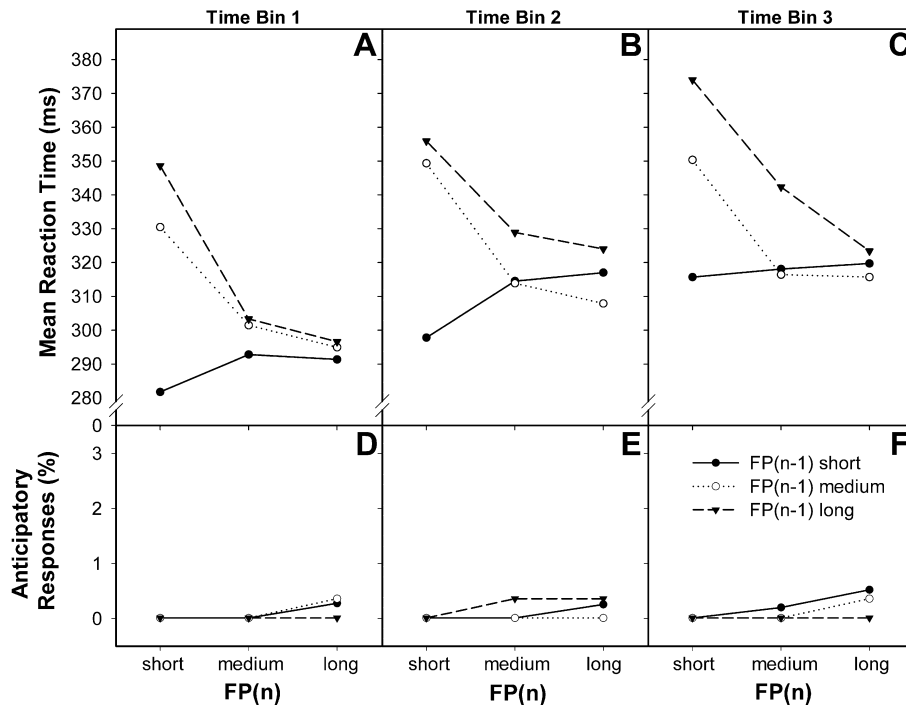 Time Bin 1
Time Bin 2
Time Bin 3
A
B
C
Mean Reaction Time (ms)
380
370
360
350
340
330
320
310
300
290
280
0
D
E
F
Anticipatory
Responses (%)
3
2
1
0
FP(n-1) short
FP(n-1) medium
FP(n-1) long
short medium long
short medium long
short medium long
FP(n)
FP(n)
FP(n)